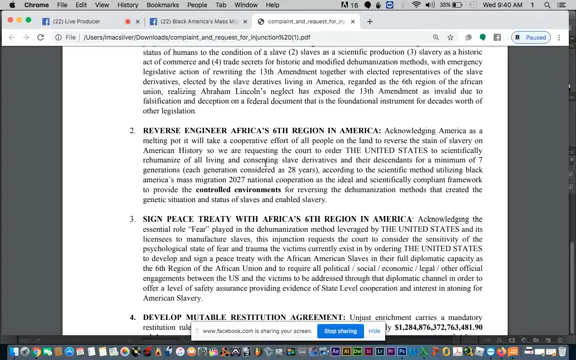 Chrome File Edit View History Bookmarks People Window Help
16
35%
Wed 9:40 AM
(2) Live Producer
(2) Black America's Mass Mig
complaint_and_request_for_inj
File | /Users/imacsilver/Downloads/complaint_and_request_for_injunction%20(1).pdf
Paused
status of humans to the condition of a slave (2) slaves as a scientific production (3) slavery as a historic
act of commerce and (4) trade secrets for historic and modified dehumanization methods, with emergency
legislative action of rewriting the 13th Amendment together with elected representatives of the slave
derivatives, elected by the slave deratives living in America, regarded as the 6th region of the african
union, realizing Abraham Lincoln's neglect has exposed the 13th Amendment as invalid due to
falsification and deception on a federal document that is the foundational instrument for decades worth of
other legislation.
2. REVERSE ENGINEER AFRICA'S 6TH REGION IN AMERICA: Acknowledging America as a
melting pot it will take a cooperative effort of all people on the land to reverse the stain of slavery on
American History so we are requesting the court to order THE UNITED STATES to scientifically
rehumanize of all living and consenting slave derivatives and their descendants for a minimum of 7
generations (each generation considered as 28 years), according to the scientific method utilizing black
america's mass migration 2027 national cooperation as the ideal and scientifically compliant framework
to provide the controlled environments for reversing the dehumanization methods that created the
genetic situation and status of slaves and enabled slavery.
3. SIGN PEACE TREATY WITH AFRICA'S 6TH REGION IN AMERICA: Acknowledging the
essential role "Fear" played in the dehumanization method leveraged by THE UNITED STATES and its
licensees to manufacture slaves, this injunction requests the court to consider the sensitivity of the
psychological state of fear and trauma the victims currently exist in by ordering THE UNITED STATES to
develop and sign a peace treaty with the African American Slaves in their full diplomatic capacity as
the 6th Region of the African Union and to require all political / social / economic / legal / other official
engagements between the US and the victims to be addressed through that diplomatic channel in order to
offer a level of safety assurance providing evidence of State Level cooperation and interest in atoning for
American Slavery.
4. DEVELOP MUTABLE RESTITUTION AGREEMENT: Unjust enrichment carries a mandatory
restitution rule
$1,284,876,372,763,481.90
www.facebook.com is sharing your screen.
Stop sharing
Hide